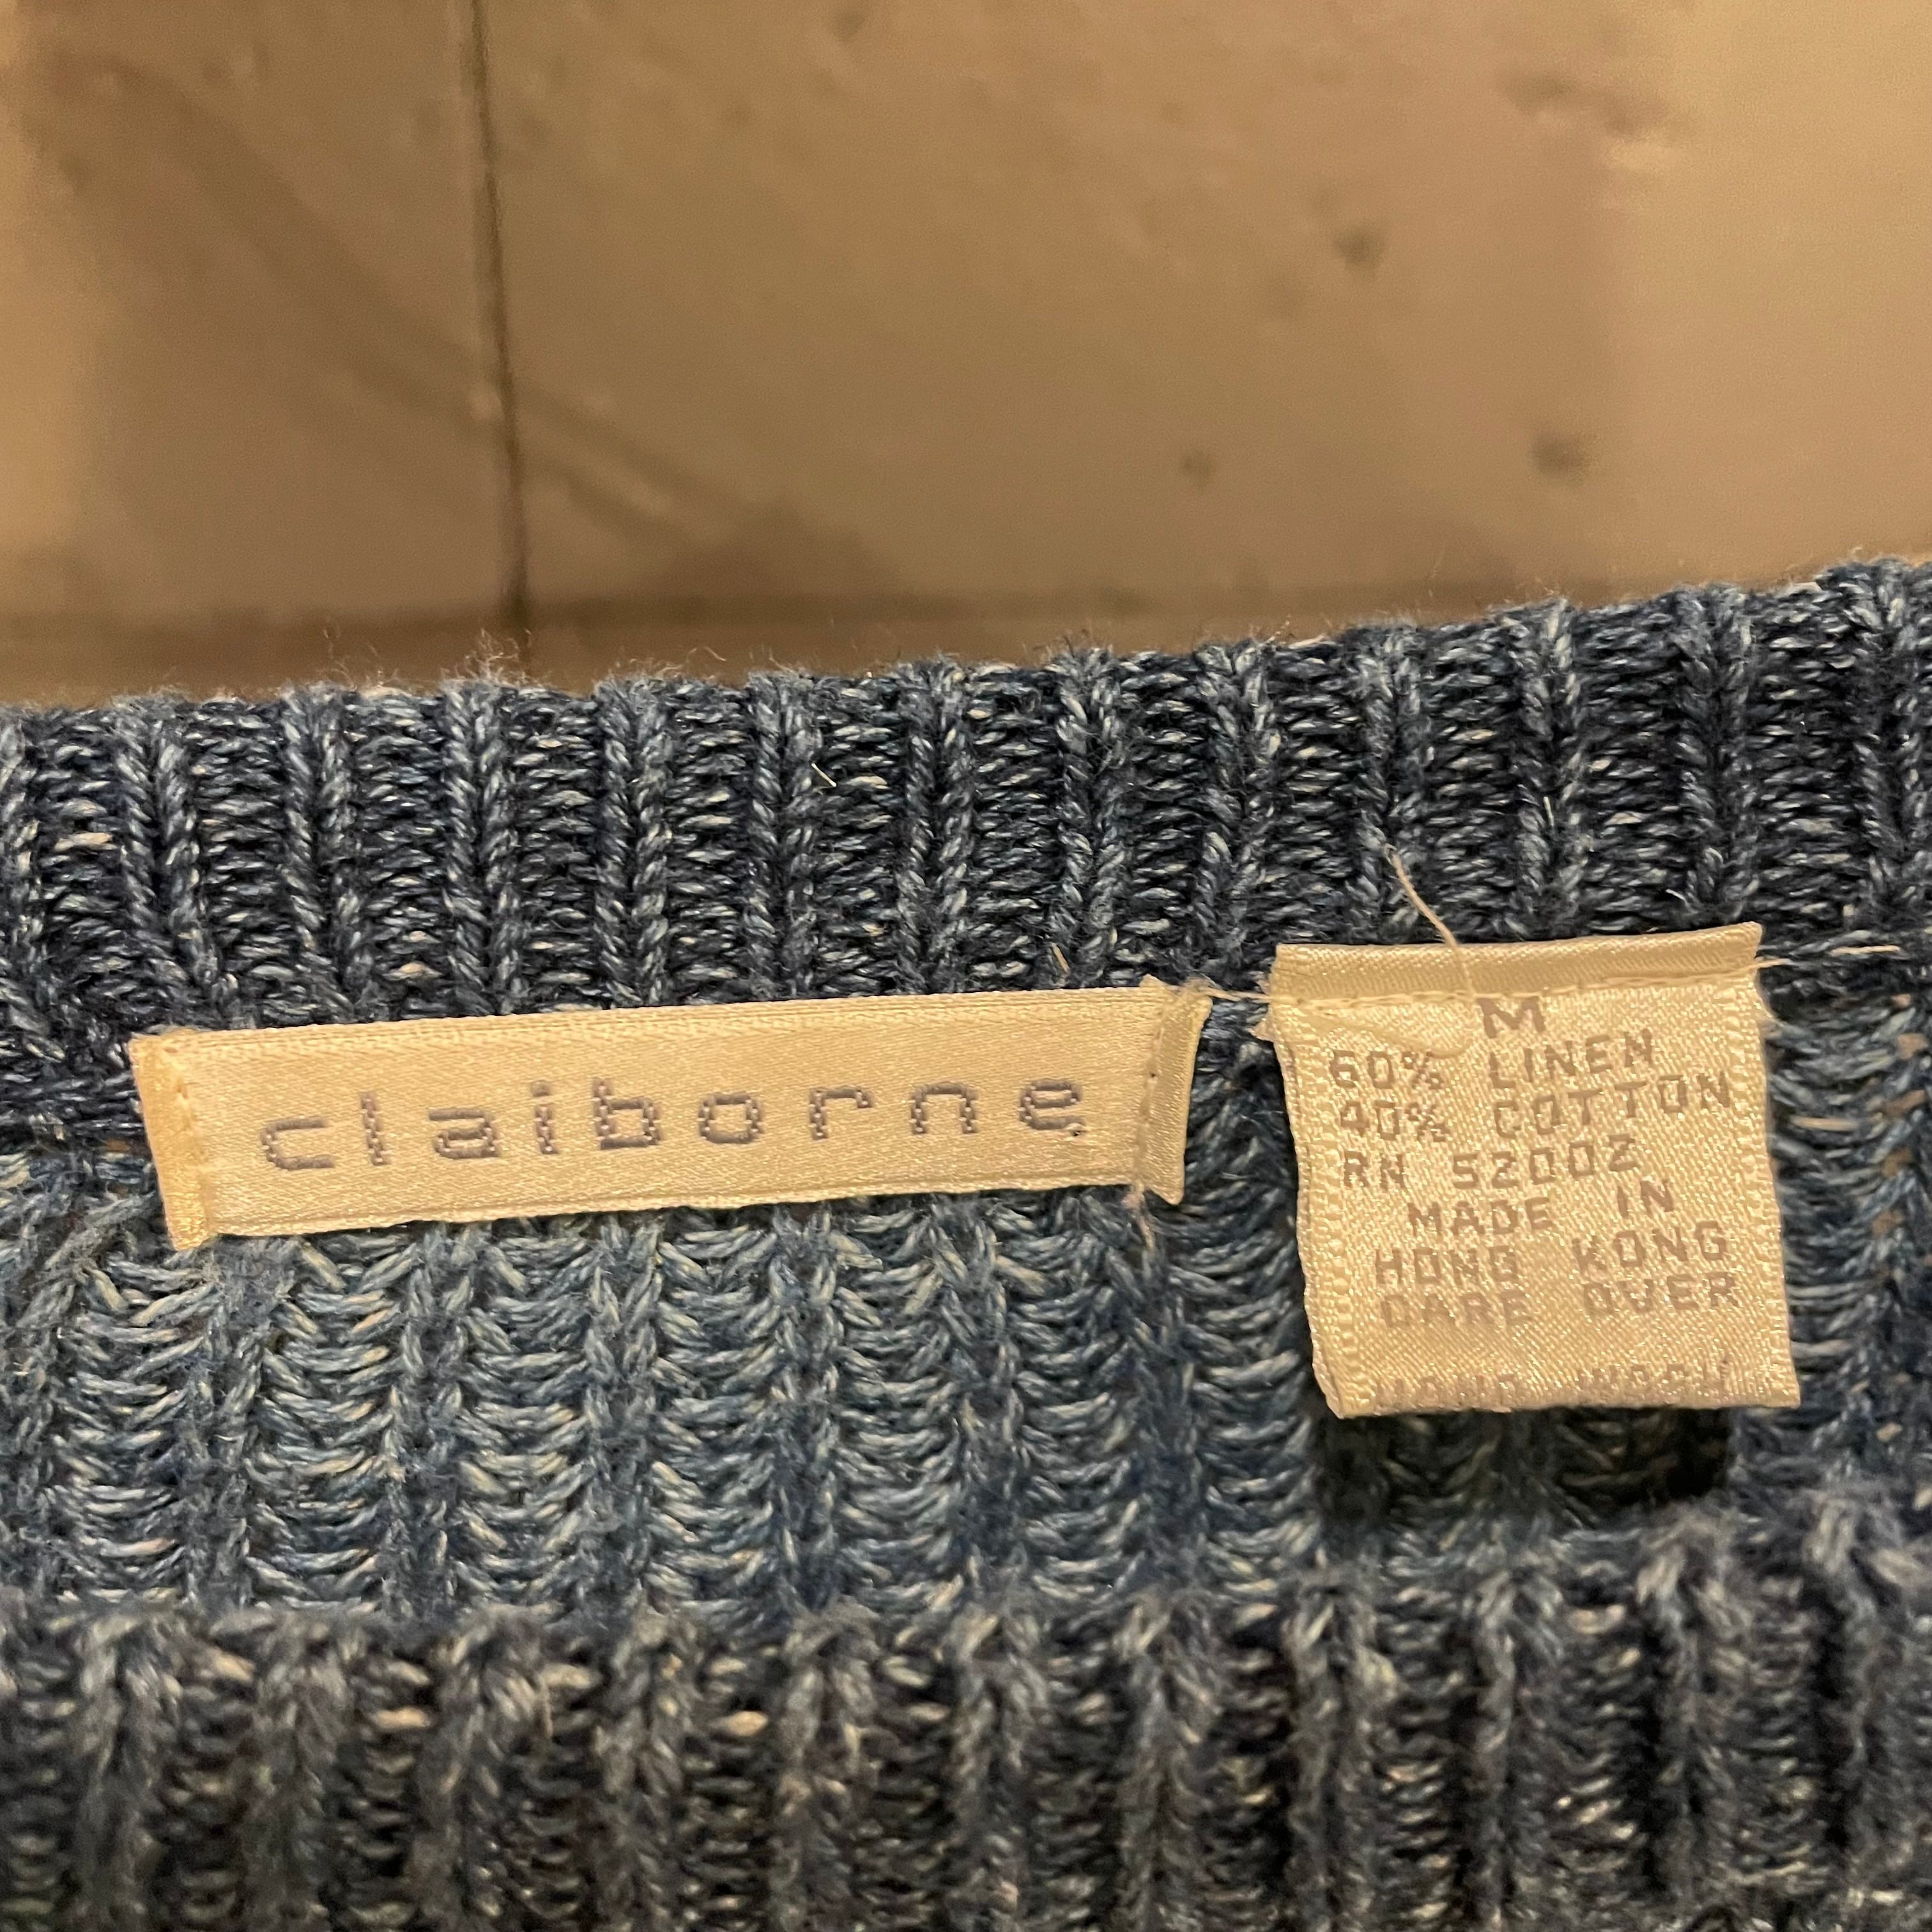 claiborne
M
60% LINEN
40% COTTON
RN 52002
MADE IN
HONG KONG
CARE OVER